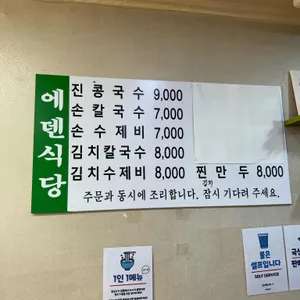 에덴식당
진콩국수 9,000
손칼국수 7,000
손수제비 7,000
김치칼국수 8,000
김치수제비 8,000 찐만두 8,000
김치
주문과 동시에 조리합니다. 잠시 기다려 주세요.
1인 1메뉴
물은
셀프입니다
SELF SERVICE